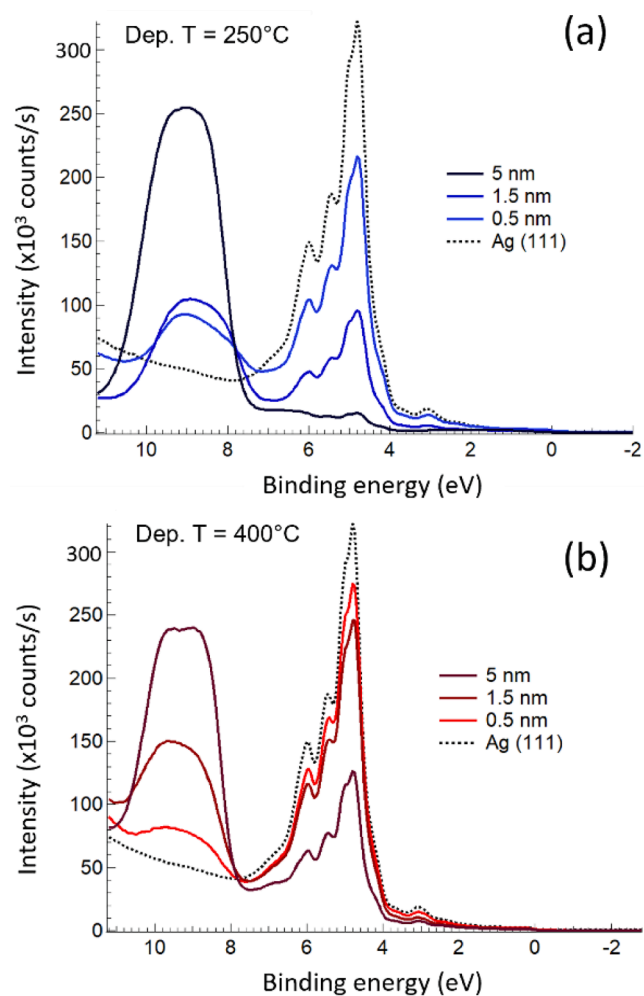 Dep. T = 250°C
(a)
Intensity (x10³ counts/s)
300
250
200
150
100
50
0
5 nm
1.5 nm
0.5 nm
Ag (111)
10 8 6 4 2 0 -2
Binding energy (eV)
Dep. T = 400°C
(b)
Intensity (x10³ counts/s)
300
250
200
150
100
50
0
5 nm
1.5 nm
0.5 nm
Ag (111)
10 8 6 4 2 0 -2
Binding energy (eV)